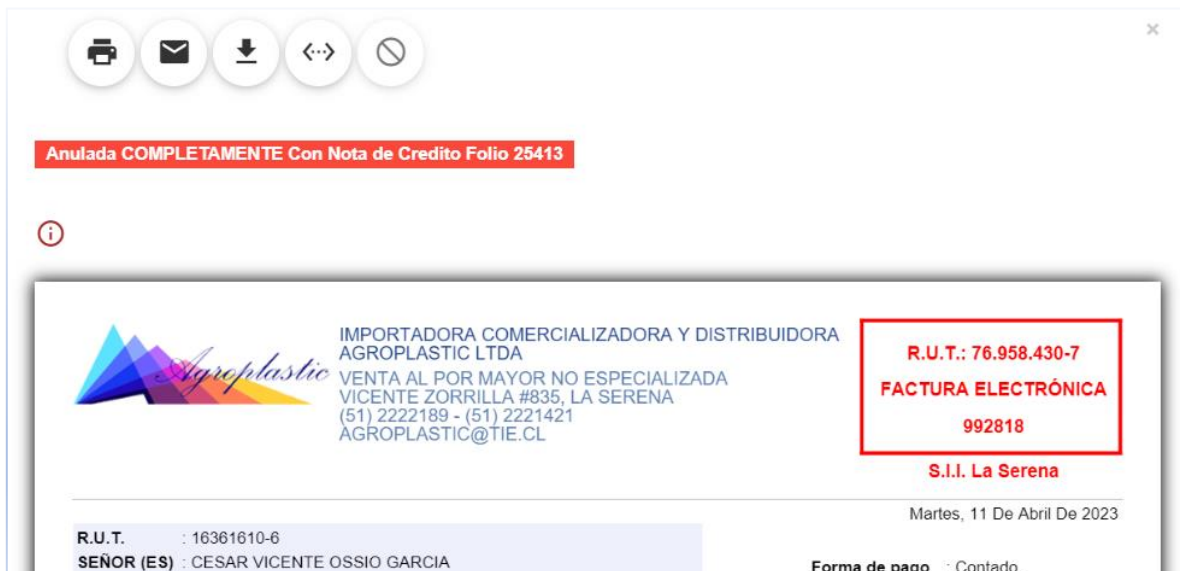 Anulada COMPLETAMENTE Con Nota de Credito Folio 25413
Agroplastic
IMPORTADORA COMERCIALIZADORA Y DISTRIBUIDORA
AGROPLASTIC LTDA
VENTA AL POR MAYOR NO ESPECIALIZADA
VICENTE ZORRILLA #835, LA SERENA
(51) 2222189 - (51) 2221421
AGROPLASTIC@TIE.CL
R.U.T.: 76.958.430-7
FACTURA ELECTRÓNICA
992818
S.I.I. La Serena
Martes, 11 De Abril De 2023
R.U.T. : 16361610-6
SEÑOR (ES) : CESAR VICENTE OSSIO GARCIA
Forma de pago : Contado